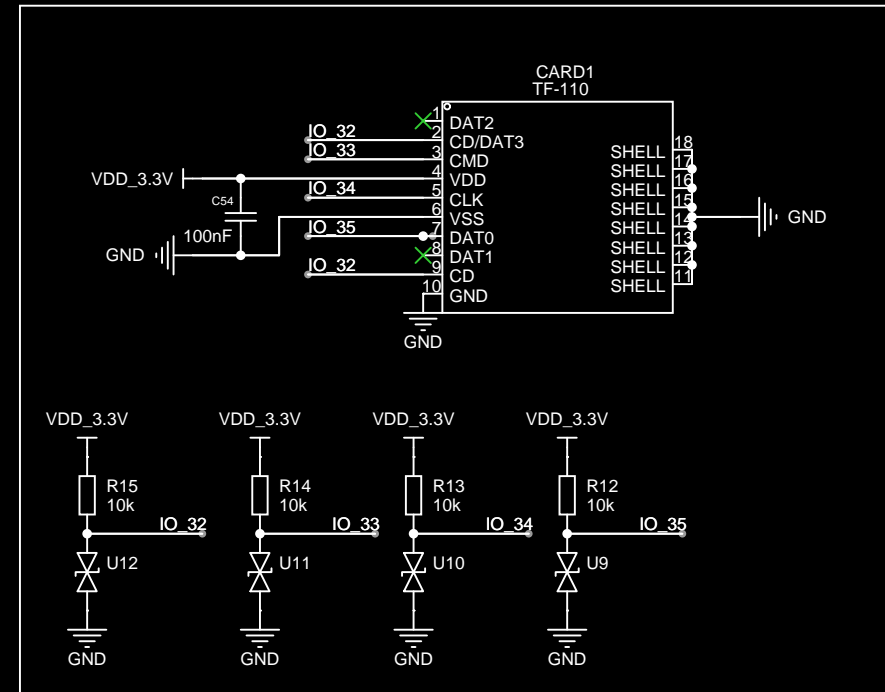 CARD1
TF-110
1 DAT2
IO_32 2 CD/DAT3 SHELL 18
IO_33 3 CMD SHELL 17
VDD_3.3V 4 VDD SHELL 16
IO_34 5 CLK SHELL 15
C54 6 VSS SHELL 14 GND
100nF IO_35 7 DAT0 SHELL 13
GND 8 DAT1 SHELL 12
IO_32 9 CD SHELL 11
10 GND
GND
VDD_3.3V VDD_3.3V VDD_3.3V VDD_3.3V
R15 R14 R13 R12
10k 10k 10k 10k
IO_32 IO_33 IO_34 IO_35
U12 U11 U10 U9
GND GND GND GND